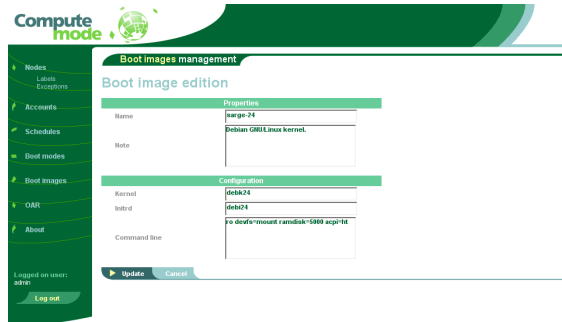 Compute
mode
Boot images management
Nodes
Labels
Exceptions
Accounts
Schedules
Boot modes
Boot images
OAR
About
Logged on user:
admin
Log out
Boot image edition
Properties
Name
sarge-24
Note
Debian GNU/Linux kernel.
Configuration
Kernel
debk24
Initrd
debi24
Command line
ro devfs=mount ramdisk=5000 acpi=ht
Update
Cancel